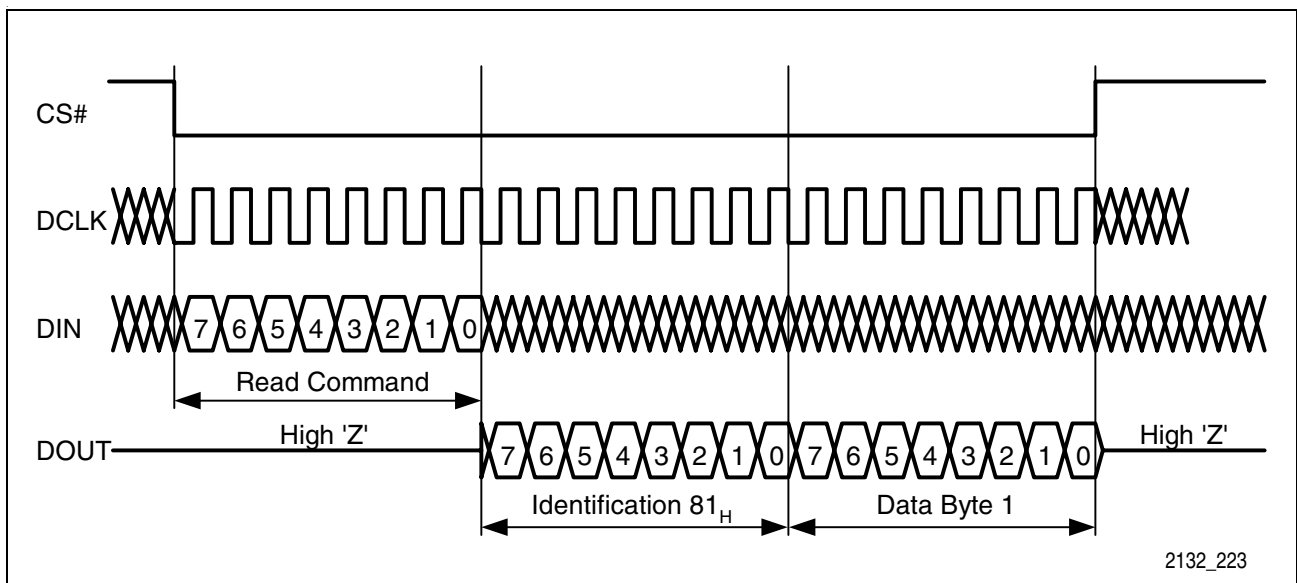 CS#
DCLK
DIN 7 6 5 4 3 2 1 0
Read Command
DOUT High 'Z' 7 6 5 4 3 2 1 0 7 6 5 4 3 2 1 0 High 'Z'
Identification 81H Data Byte 1
2132_223